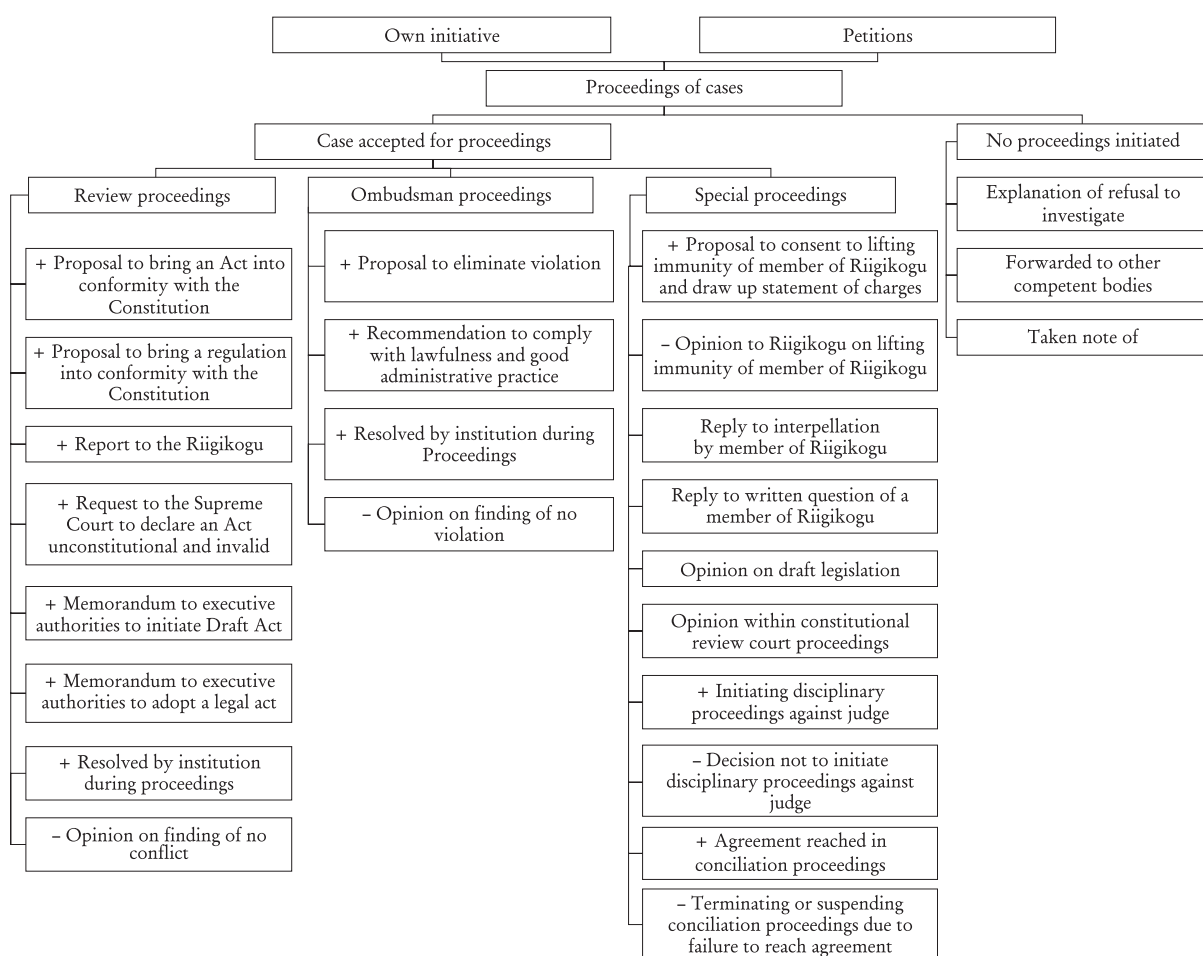 Own initiative
Petitions
Proceedings of cases
Case accepted for proceedings
No proceedings initiated
Review proceedings
+ Proposal to bring an Act into
conformity with the
Constitution
+ Proposal to bring a regulation
into conformity with the
Constitution
+ Report to the Riigikogu
+ Request to the Supreme
Court to declare an Act
unconstitutional and invalid
+ Memorandum to executive
authorities to initiate Draft Act
+ Memorandum to executive
authorities to adopt a legal act
+ Resolved by institution
during proceedings
– Opinion on finding of no
conflict
Ombudsman proceedings
+ Proposal to eliminate violation
+ Recommendation to comply
with lawfulness and good
administrative practice
+ Resolved by institution during
Proceedings
– Opinion on finding of no
violation
Special proceedings
+ Proposal to consent to lifting
immunity of member of Riigikogu
and draw up statement of charges
– Opinion to Riigikogu on lifting
immunity of member of Riigikogu
Reply to interpellation
by member of Riigikogu
Reply to written question of a
member of Riigikogu
Opinion on draft legislation
Opinion within constitutional
review court proceedings
+ Initiating disciplinary
proceedings against judge
– Decision not to initiate
disciplinary proceedings against
judge
+ Agreement reached in
conciliation proceedings
– Terminating or suspending
conciliation proceedings due to
failure to reach agreement
Explanation of refusal to
investigate
Forwarded to other
competent bodies
Taken note of